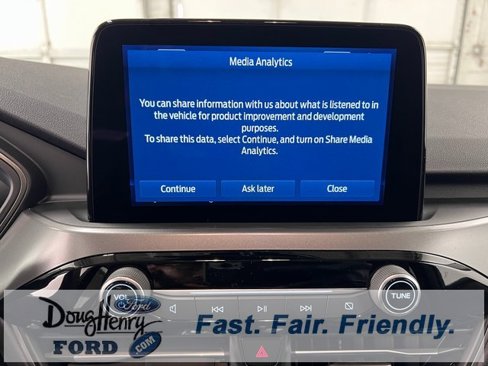 Media Analytics
You can share information with us about what is listened to in
the vehicle for product improvement and development
purposes.
To share this data, select Continue, and turn on Share Media
Analytics.
Continue Ask later Close
VOL TUNE
Doug Henry Ford
FORD .COM
Fast. Fair. Friendly.